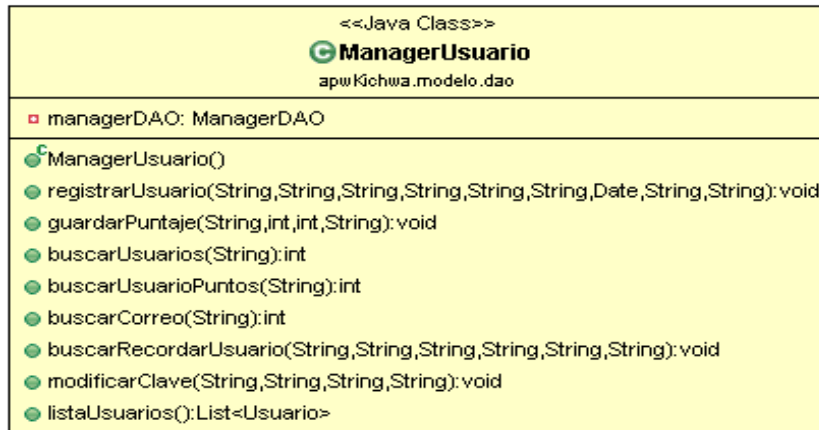 <<Java Class>>
ManagerUsuario
apwKichwa.modelo.dao
managerDAO: ManagerDAO
ManagerUsuario()
registrarUsuario(String,String,String,String,String,String,Date,String,String):void
guardarPuntaje(String,int,int,String):void
buscarUsuarios(String):int
buscarUsuarioPuntos(String):int
buscarCorreo(String):int
buscarRecordarUsuario(String,String,String,String,String,String):void
modificarClave(String,String,String,String):void
listaUsuarios():List<Usuario>